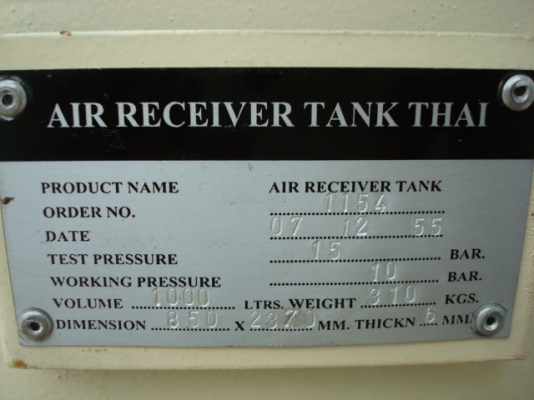 AIR RECEIVER TANK THAI
PRODUCT NAME AIR RECEIVER TANK
ORDER NO. 1154
DATE 07 12 55
TEST PRESSURE 15 BAR.
WORKING PRESSURE 10 BAR.
VOLUME 1000 LTRS. WEIGHT 310 KGS.
DIMENSION 850 X 2370 MM. THICKN 6 MM.